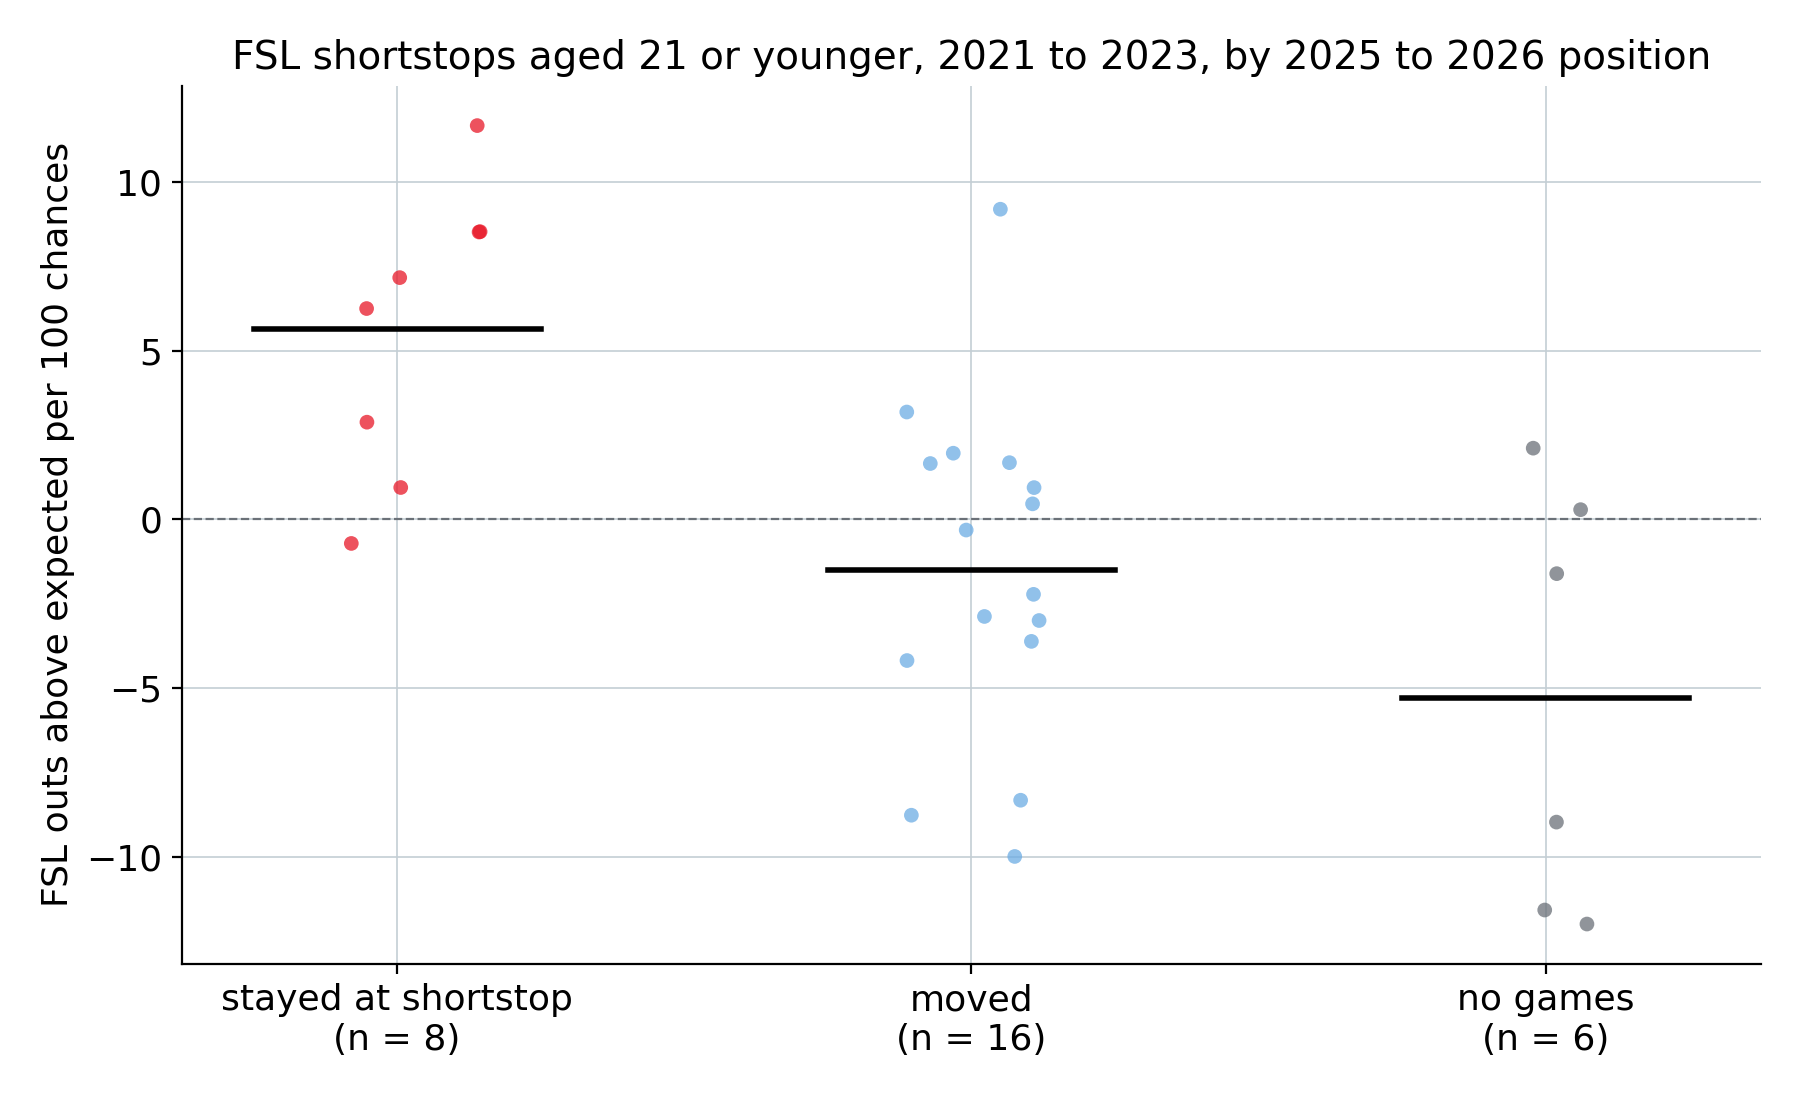 FSL shortstops aged 21 or younger, 2021 to 2023, by 2025 to 2026 position
FSL outs above expected per 100 chances
10
5
0
−5
−10
stayed at shortstop
(n = 8)
moved
(n = 16)
no games
(n = 6)